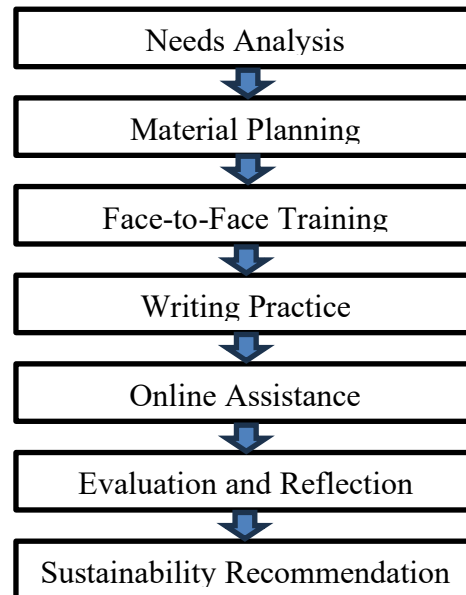 Needs Analysis
Material Planning
Face-to-Face Training
Writing Practice
Online Assistance
Evaluation and Reflection
Sustainability Recommendation